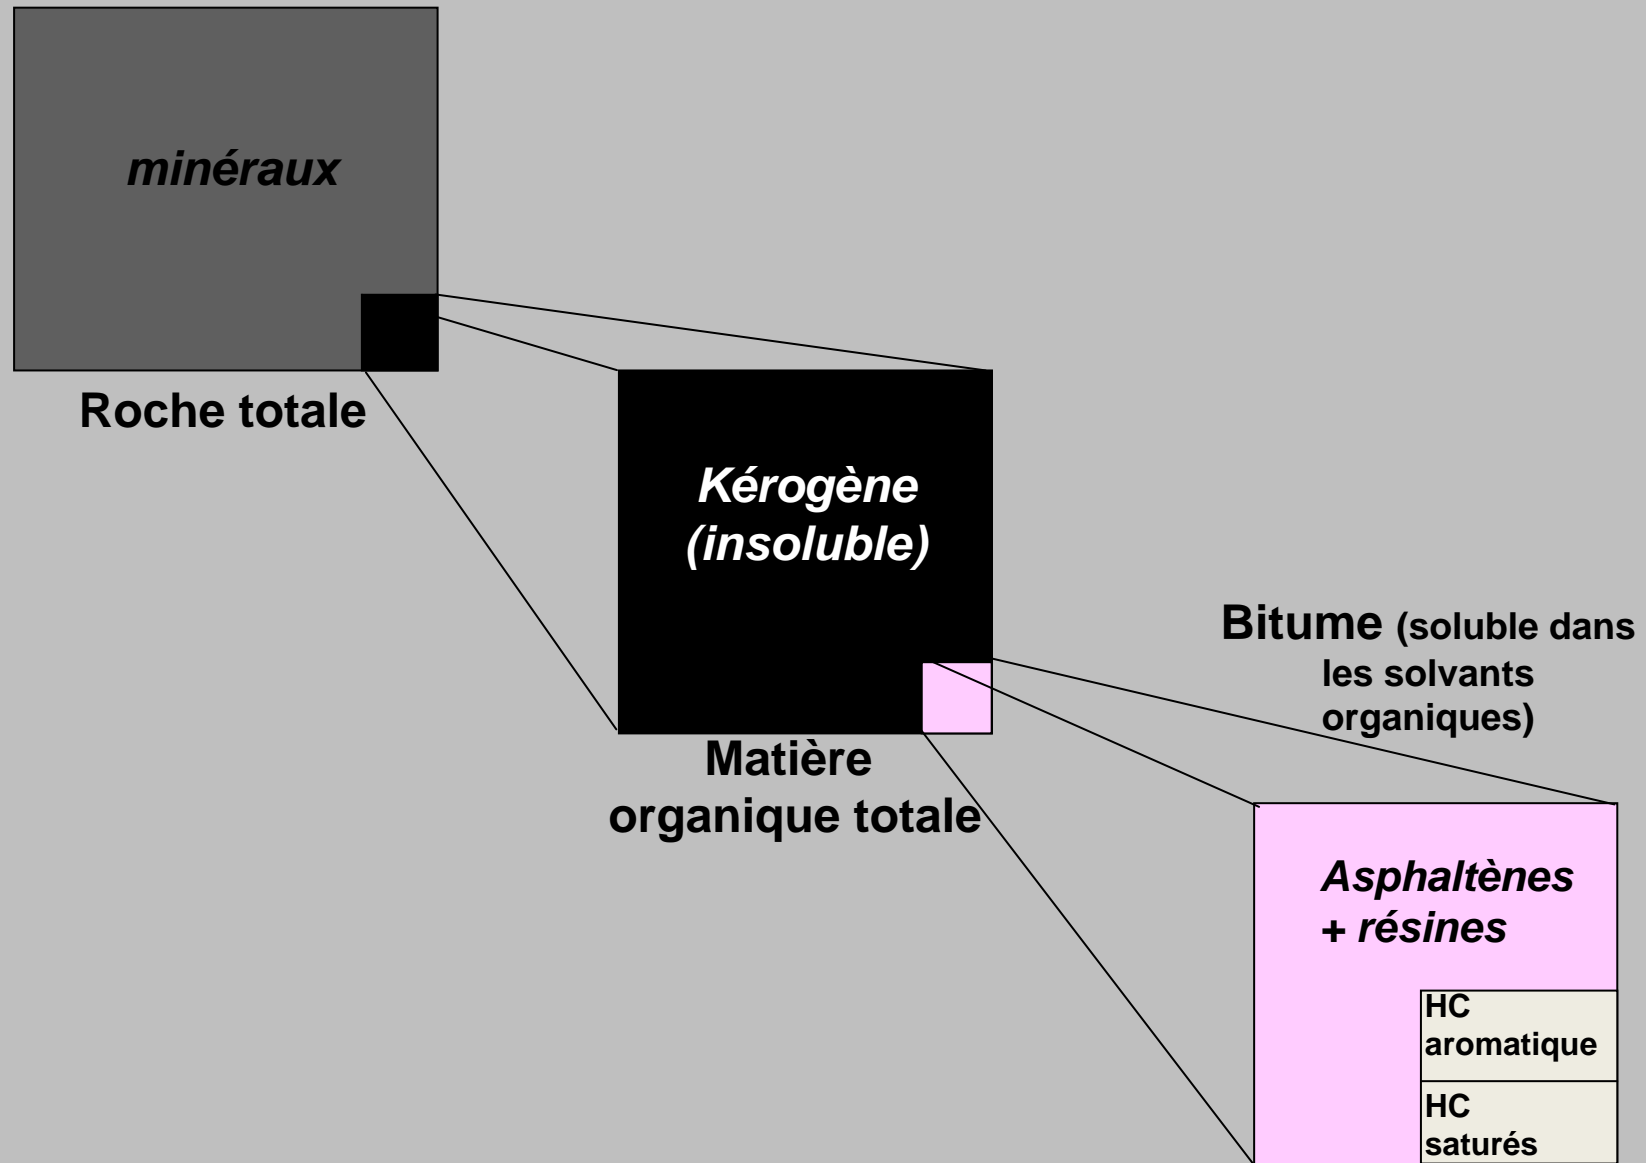 minéraux
Roche totale
Kérogène
(insoluble)
Matière
organique totale
Bitume (soluble dans
les solvants
organiques)
Asphaltènes
+ résines
HC
aromatique
HC
saturés